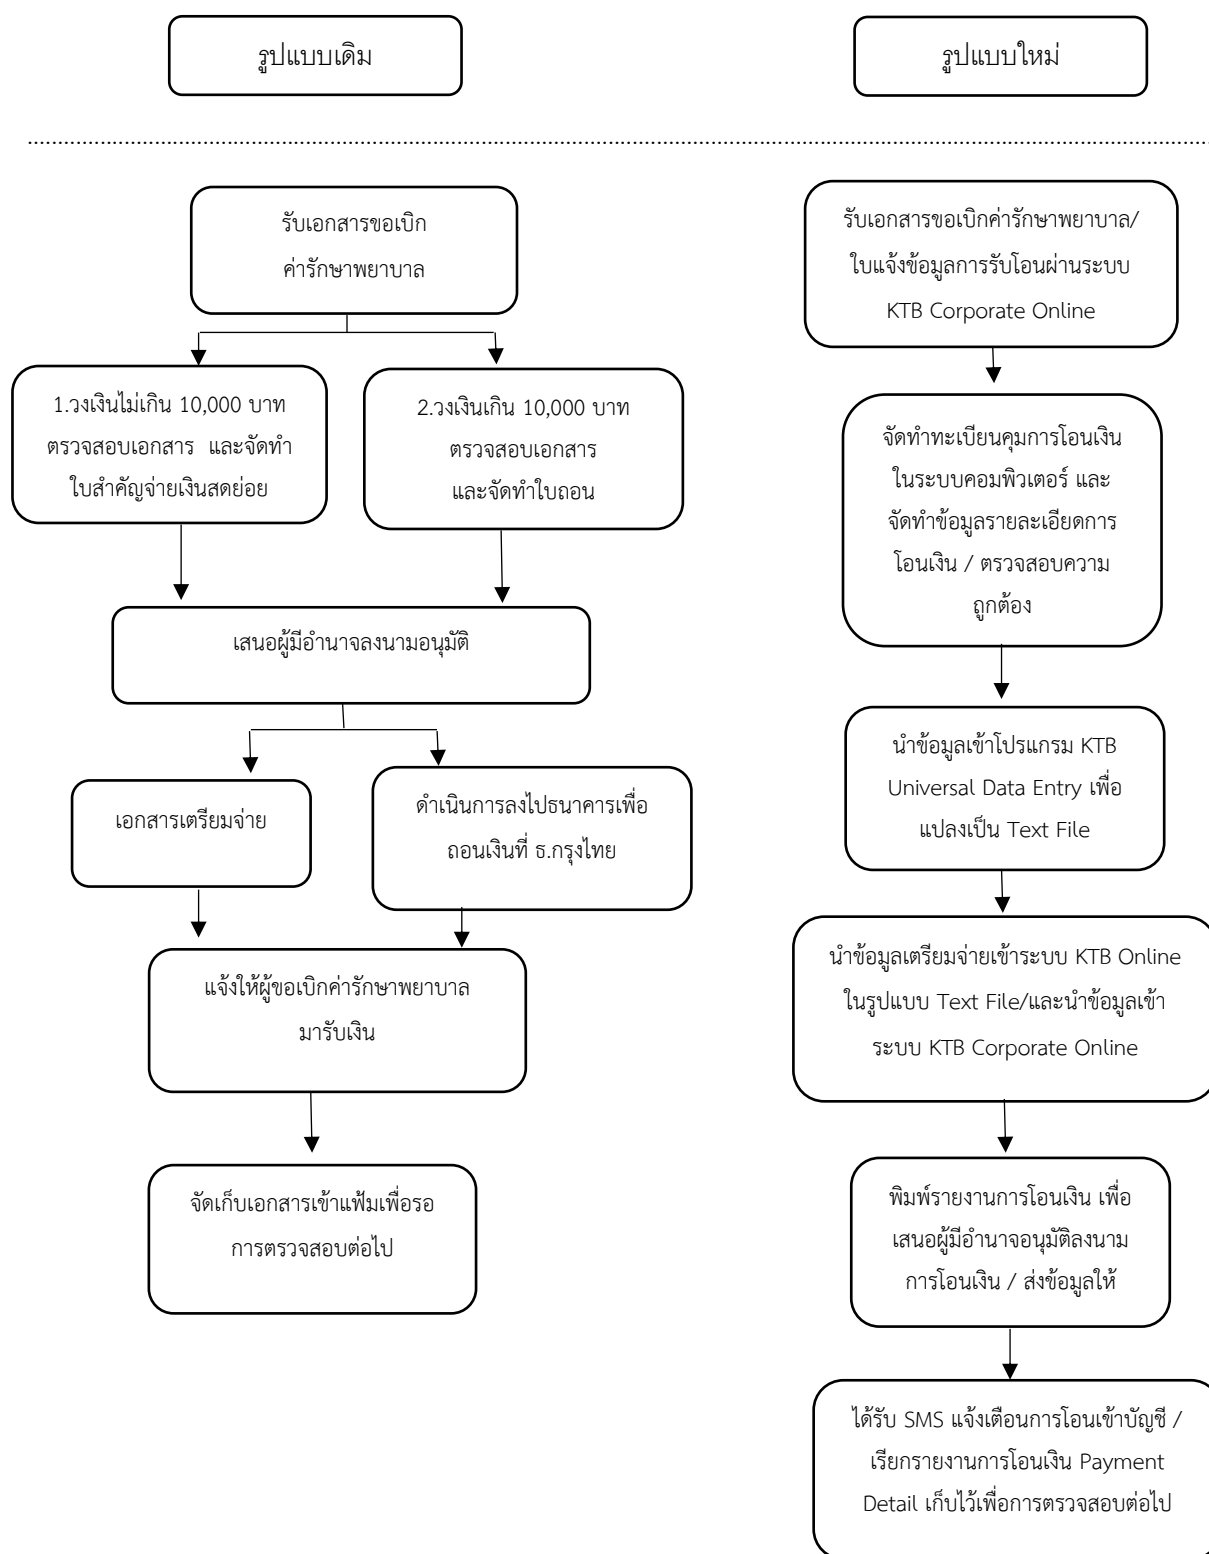 รูปแบบเดิม
รูปแบบใหม่
รับเอกสารขอเบิก
ค่ารักษาพยาบาล
1.วงเงินไม่เกิน 10,000 บาท
ตรวจสอบเอกสาร และจัดทำ
ใบสำคัญจ่ายเงินสดย่อย
2.วงเงินเกิน 10,000 บาท
ตรวจสอบเอกสาร
และจัดทำใบถอน
เสนอผู้มีอำนาจลงนามอนุมัติ
เอกสารเตรียมจ่าย
ดำเนินการลงไปธนาคารเพื่อ
ถอนเงินที่ ธ.กรุงไทย
แจ้งให้ผู้ขอเบิกค่ารักษาพยาบาล
มารับเงิน
จัดเก็บเอกสารเข้าแฟ้มเพื่อรอ
การตรวจสอบต่อไป
รับเอกสารขอเบิกค่ารักษาพยาบาล/
ใบแจ้งข้อมูลการรับโอนผ่านระบบ
KTB Corporate Online
จัดทำทะเบียนคุมการโอนเงิน
ในระบบคอมพิวเตอร์ และ
จัดทำข้อมูลรายละเอียดการ
โอนเงิน / ตรวจสอบความ
ถูกต้อง
นำข้อมูลเข้าโปรแกรม KTB
Universal Data Entry เพื่อ
แปลงเป็น Text File
นำข้อมูลเตรียมจ่ายเข้าระบบ KTB Online
ในรูปแบบ Text File/และนำข้อมูลเข้า
ระบบ KTB Corporate Online
พิมพ์รายงานการโอนเงิน เพื่อ
เสนอผู้มีอำนาจอนุมัติลงนาม
การโอนเงิน / ส่งข้อมูลให้
ได้รับ SMS แจ้งเตือนการโอนเข้าบัญชี /
เรียกรายงานการโอนเงิน Payment
Detail เก็บไว้เพื่อการตรวจสอบต่อไป